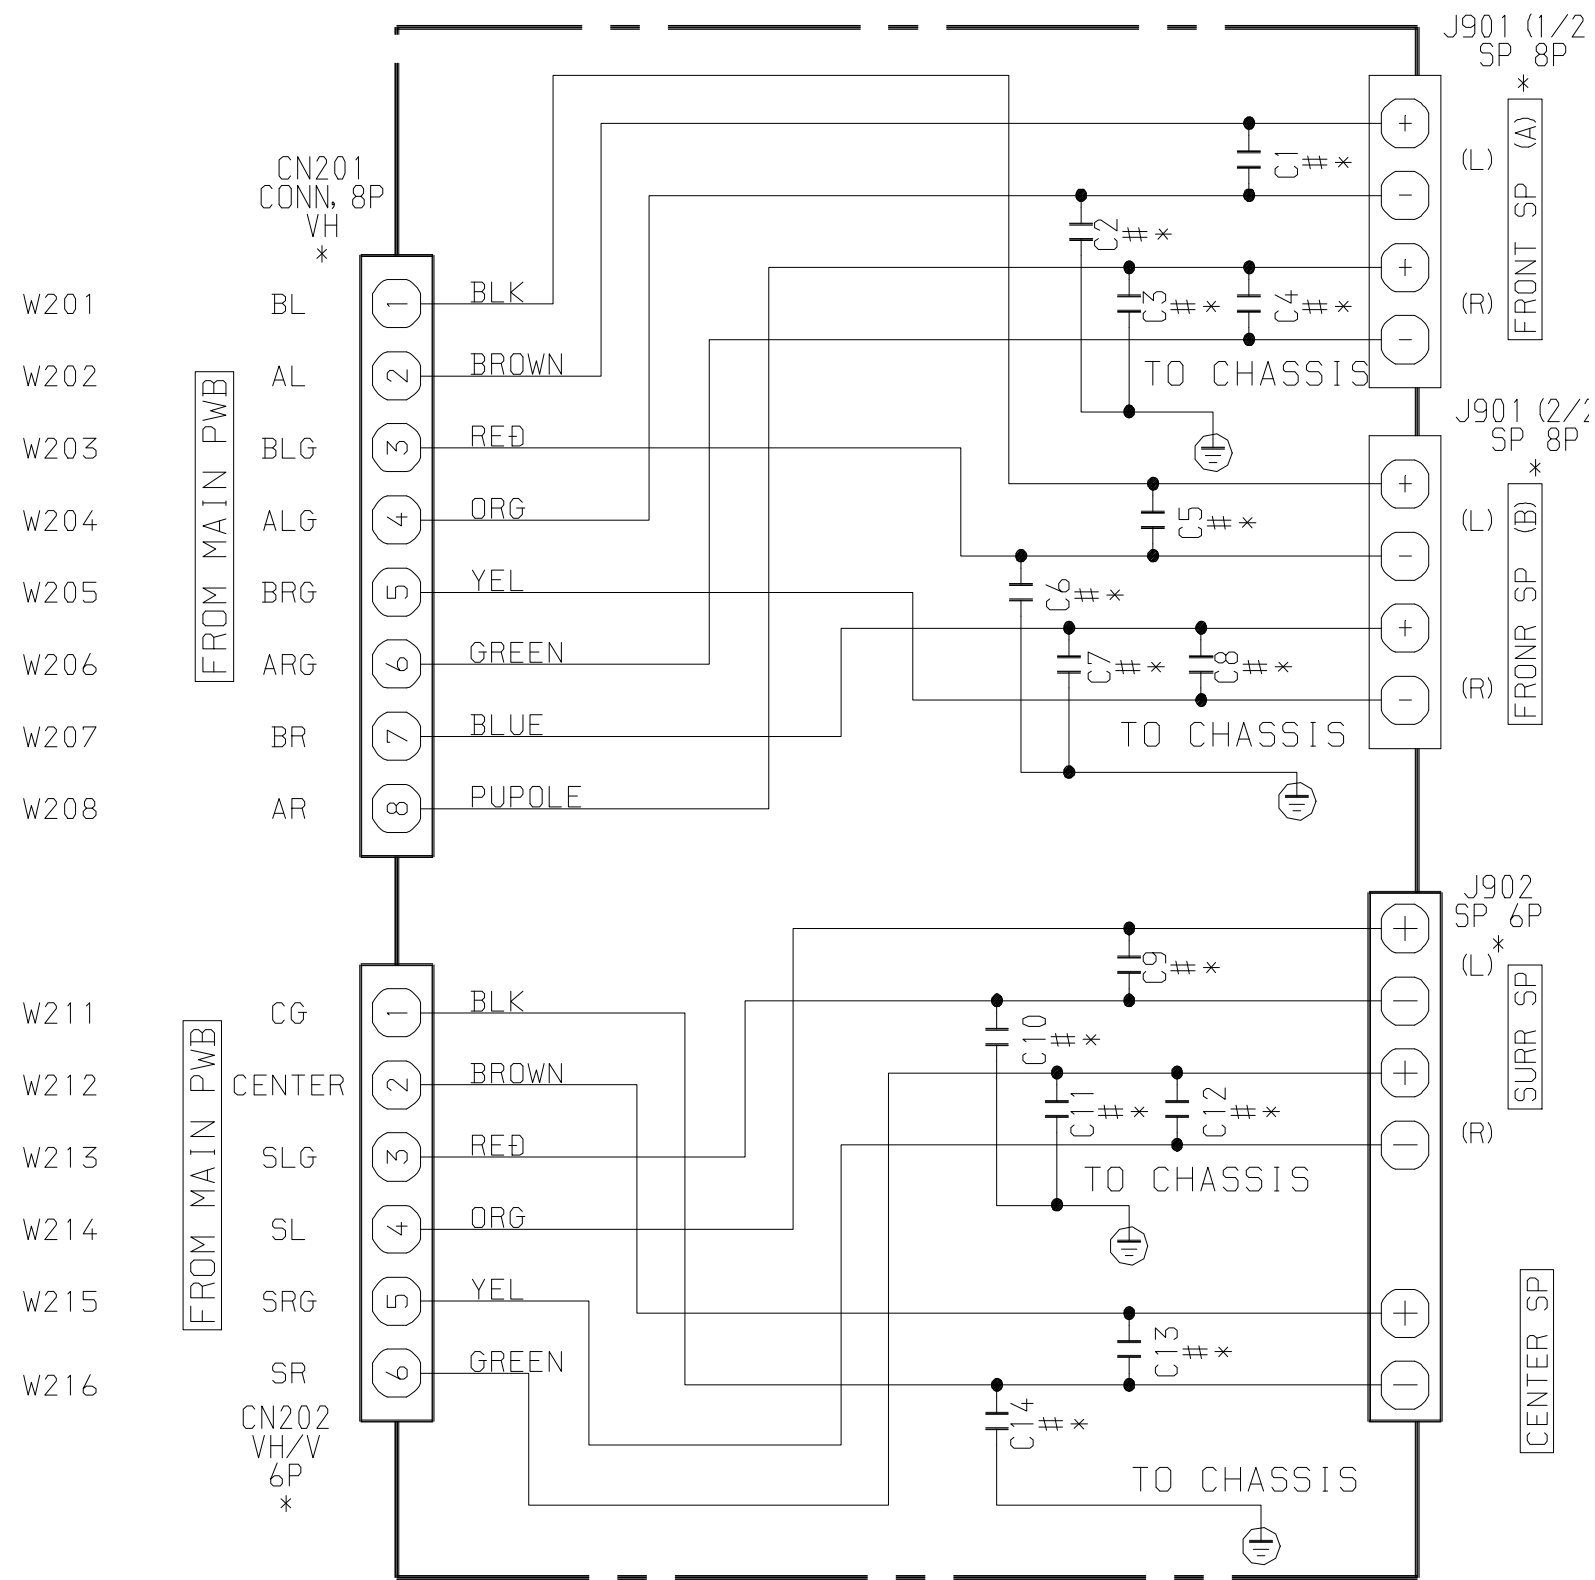 J901 (1/2
SP 8P
*
FRONT SP (A)
(L)
(R)
C1 # *
C2 # *
C3 # *
C4 # *
TO CHASSIS
CN201
CONN, 8P
VH
*
FROM MAIN PWB
W201 BL 1 BLK
W202 AL 2 BROWN
W203 BLG 3 RED
W204 ALG 4 ORG
W205 BRG 5 YEL
W206 ARG 6 GREEN
W207 BR 7 BLUE
W208 AR 8 PUPOLE
J901 (2/2
SP 8P
*
FRONR SP (B)
(L)
(R)
C5 # *
C6 # *
C7 # *
C8 # *
TO CHASSIS
J902
SP 6P
*
(L)
SURR SP
(R)
C9 # *
C10 # *
C11 # *
C12 # *
TO CHASSIS
FROM MAIN PWB
W211 CG 1 BLK
W212 CENTER 2 BROWN
W213 SLG 3 RED
W214 SL 4 ORG
W215 SRG 5 YEL
W216 SR 6 GREEN
CN202
VH/V
6P
*
CENTER SP
C13 # *
C14 # *
TO CHASSIS